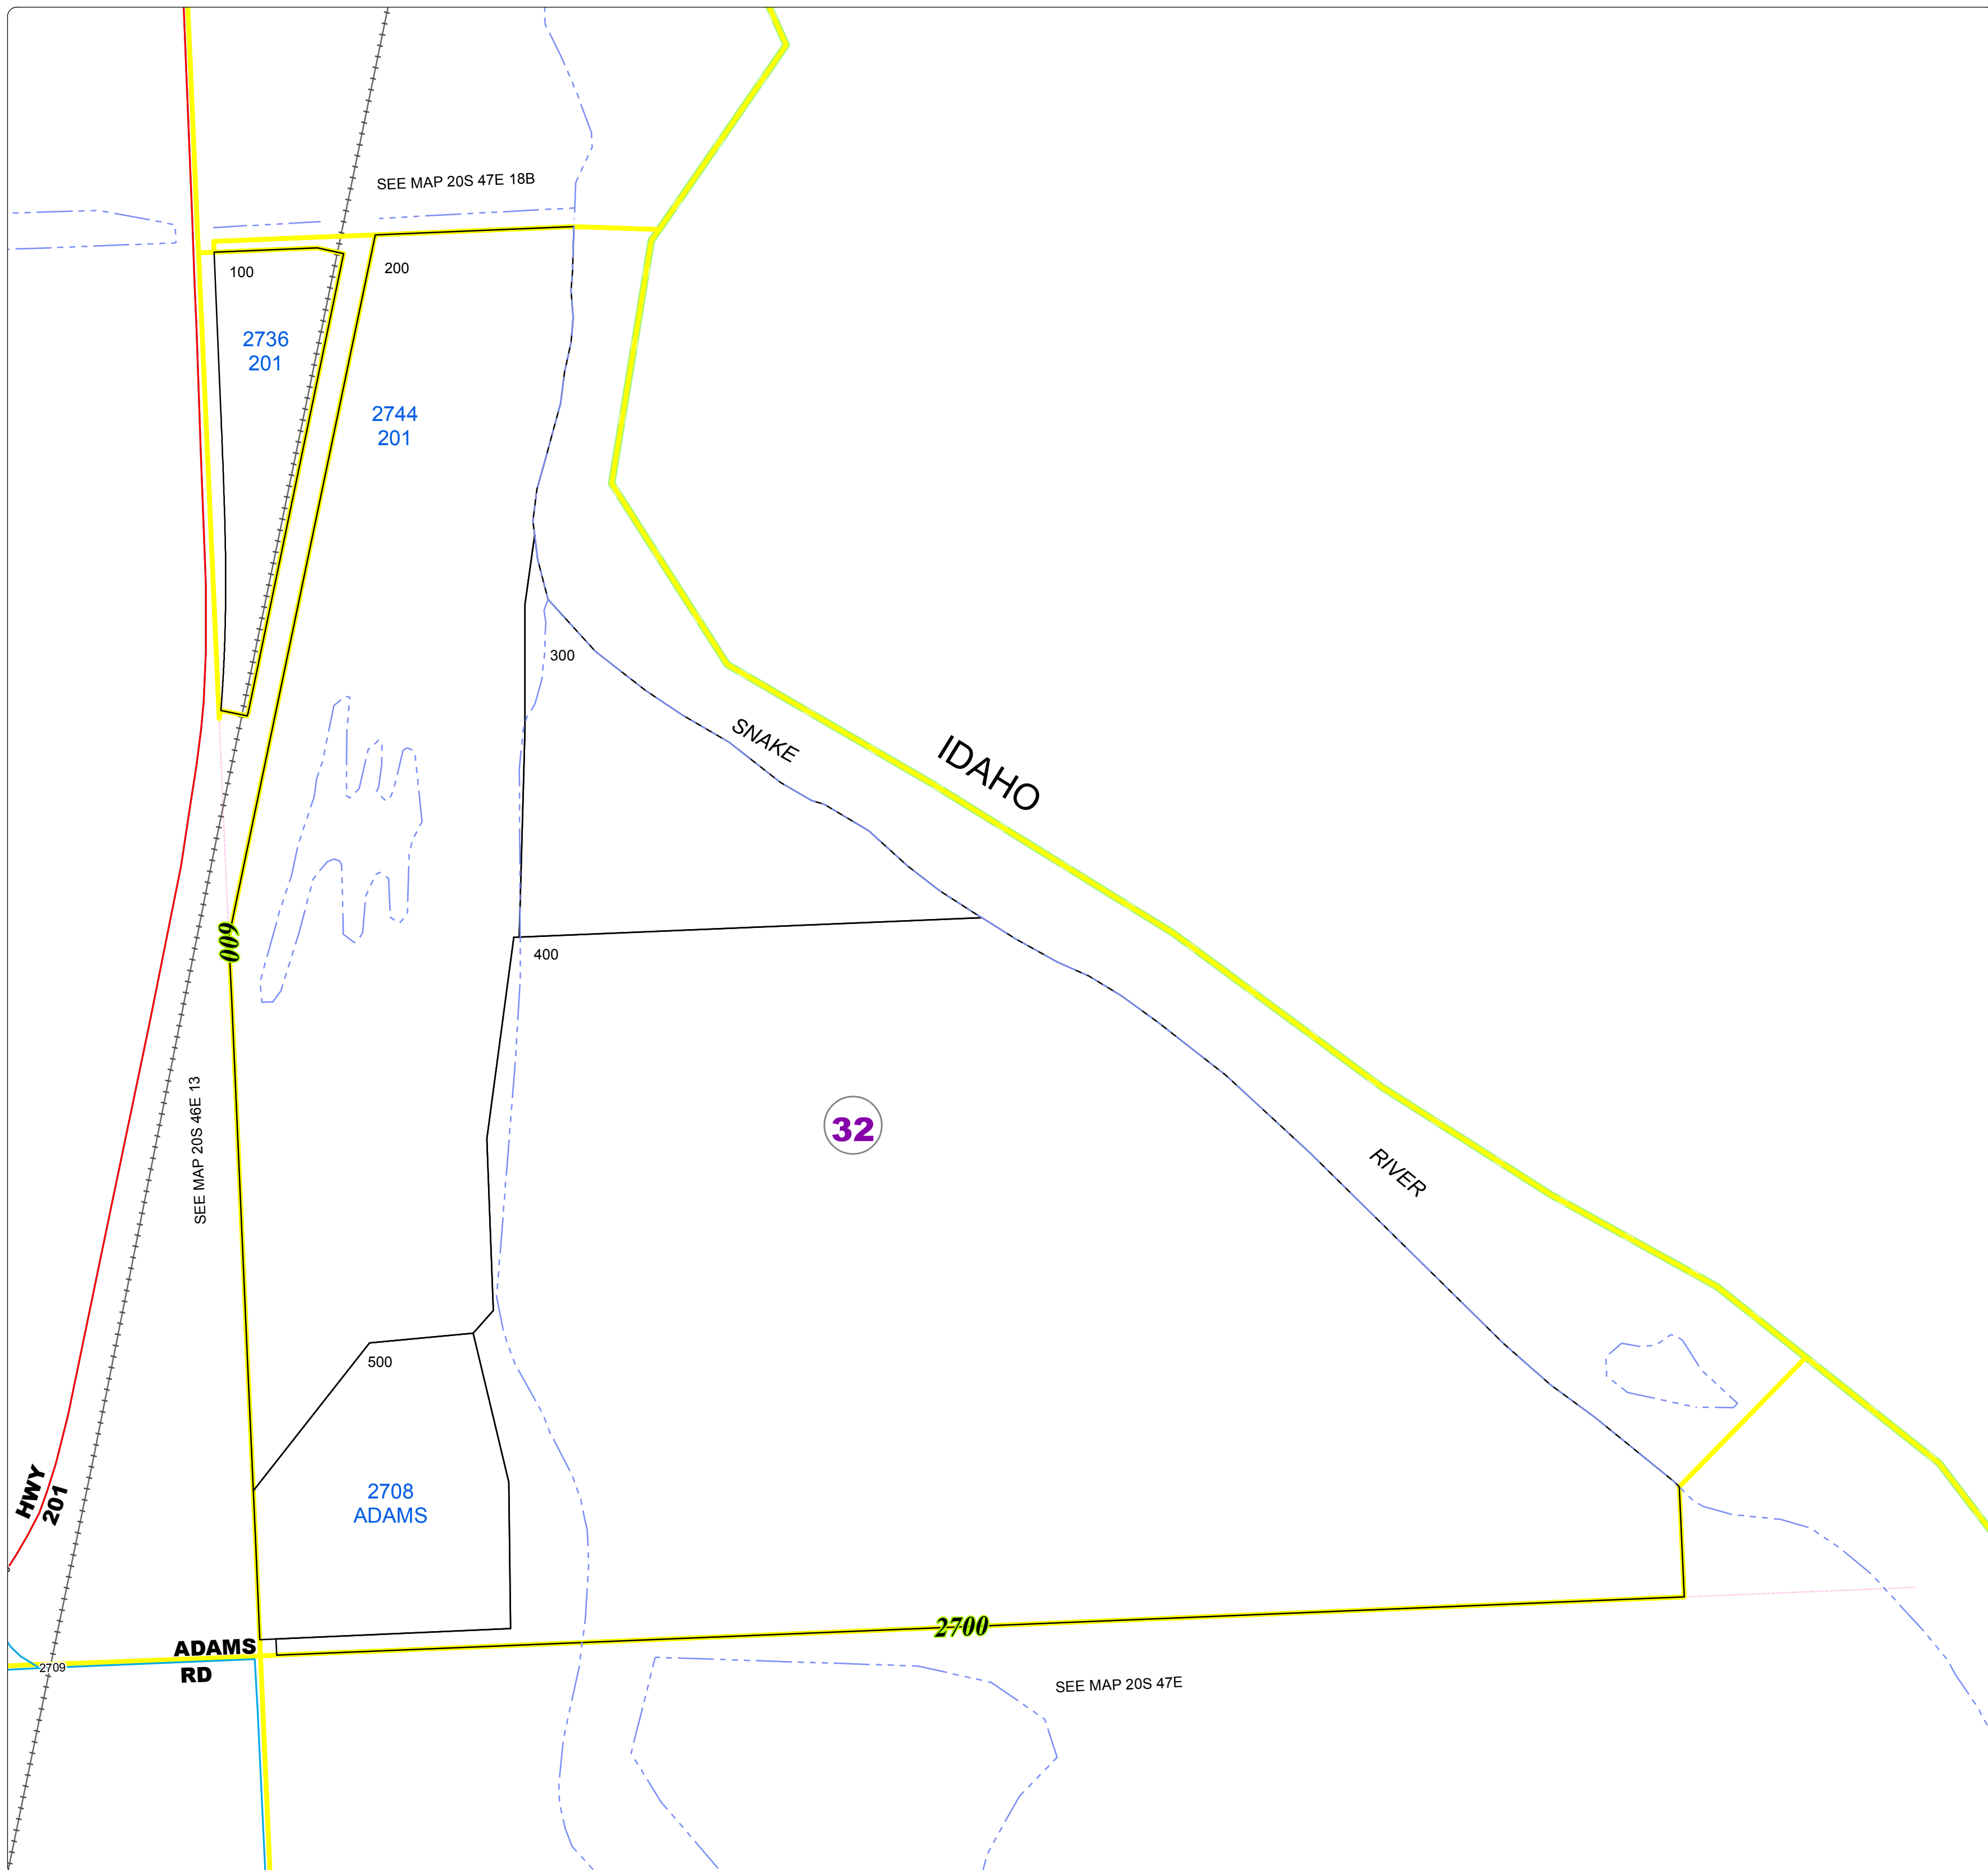 SEE MAP 20S 47E 18B
100
200
2736
201
2744
201
300
SNAKE
IDAHO
600
400
SEE MAP 20S 46E 13
32
RIVER
500
2708
ADAMS
HWY
201
2700
ADAMS
RD
2709
SEE MAP 20S 47E